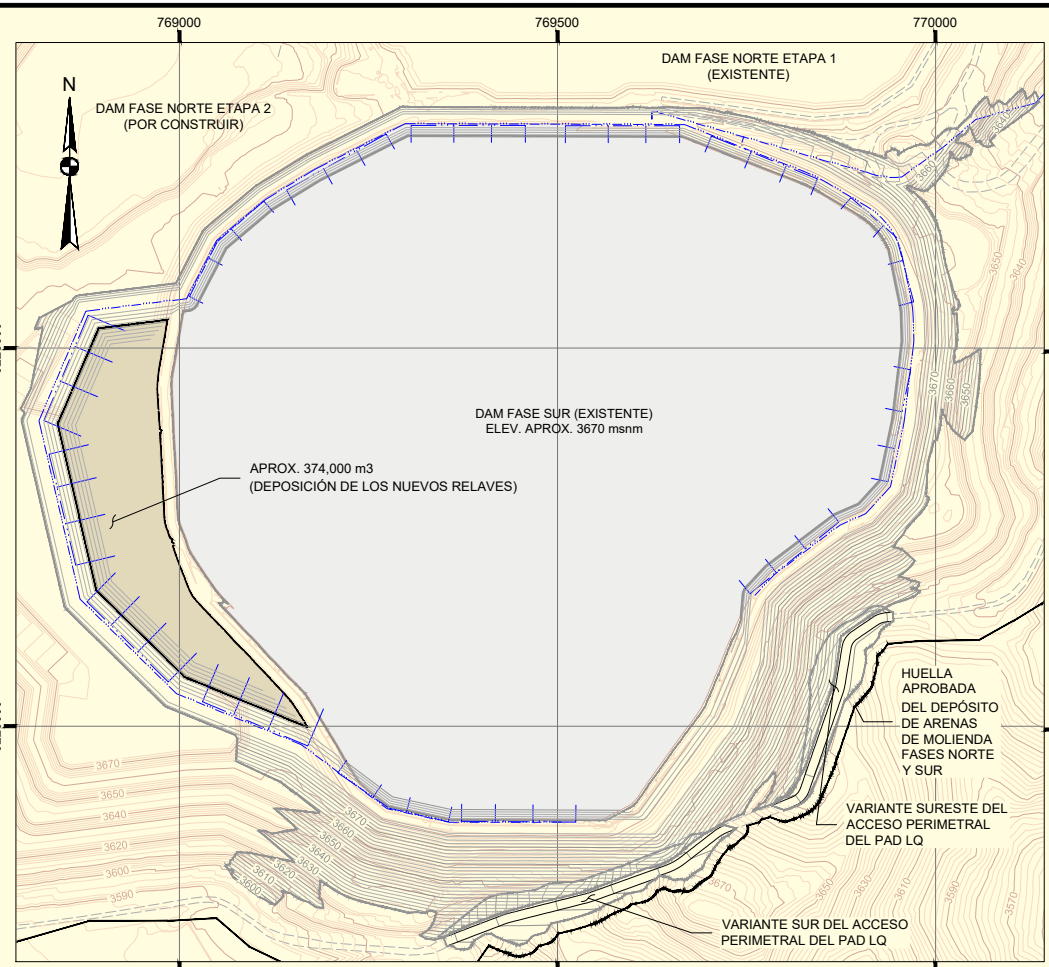 769000
769500
770000
DAM FASE NORTE ETAPA 1
(EXISTENTE)
N
DAM FASE NORTE ETAPA 2
(POR CONSTRUIR)
3640
3660
3650
3640
3670
3660
3650
DAM FASE SUR (EXISTENTE)
ELEV. APROX. 3670 msnm
APROX. 374,000 m3
(DEPOSICIÓN DE LOS NUEVOS RELAVES)
HUELLA
APROBADA
DEL DEPÓSITO
DE ARENAS
DE MOLIENDA
FASES NORTE
Y SUR
VARIANTE SURESTE DEL
ACCESO PERIMETRAL
DEL PAD LQ
3670
3650
3640
3620
3600
3590
3670
3660
3650
3640
3630
3620
3610
3600
3670
3650
3630
3610
3590
3570
VARIANTE SUR DEL ACCESO
PERIMETRAL DEL PAD LQ